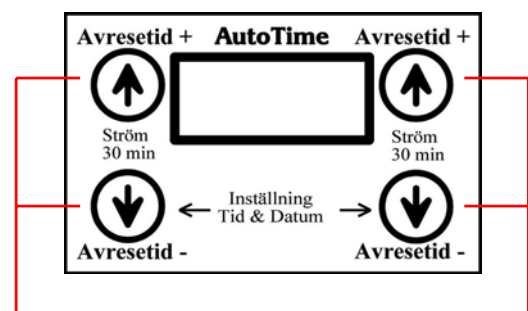 Avresetid + AutoTime Avresetid +
Ström
30 min
Ström
30 min
Inställning
Tid & Datum
Avresetid -
Avresetid -